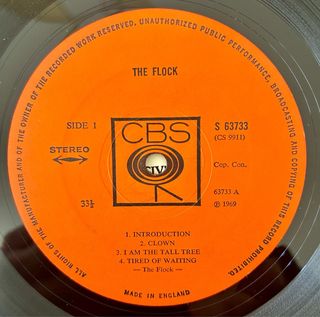 ALL RIGHTS OF THE MANUFACTURER AND OF THE OWNER OF THE RECORDED WORK RESERVED. UNAUTHORIZED PUBLIC PERFORMANCE, BROADCASTING AND COPYING OF THIS RECORD PROHIBITED.
THE FLOCK
SIDE 1
STEREO
33⅓
CBS
S 63733
(CS 9911)
Cop. Con.
63733 A
℗ 1969
1. INTRODUCTION
2. CLOWN
3. I AM THE TALL TREE
4. TIRED OF WAITING
— The Flock —
MADE IN ENGLAND